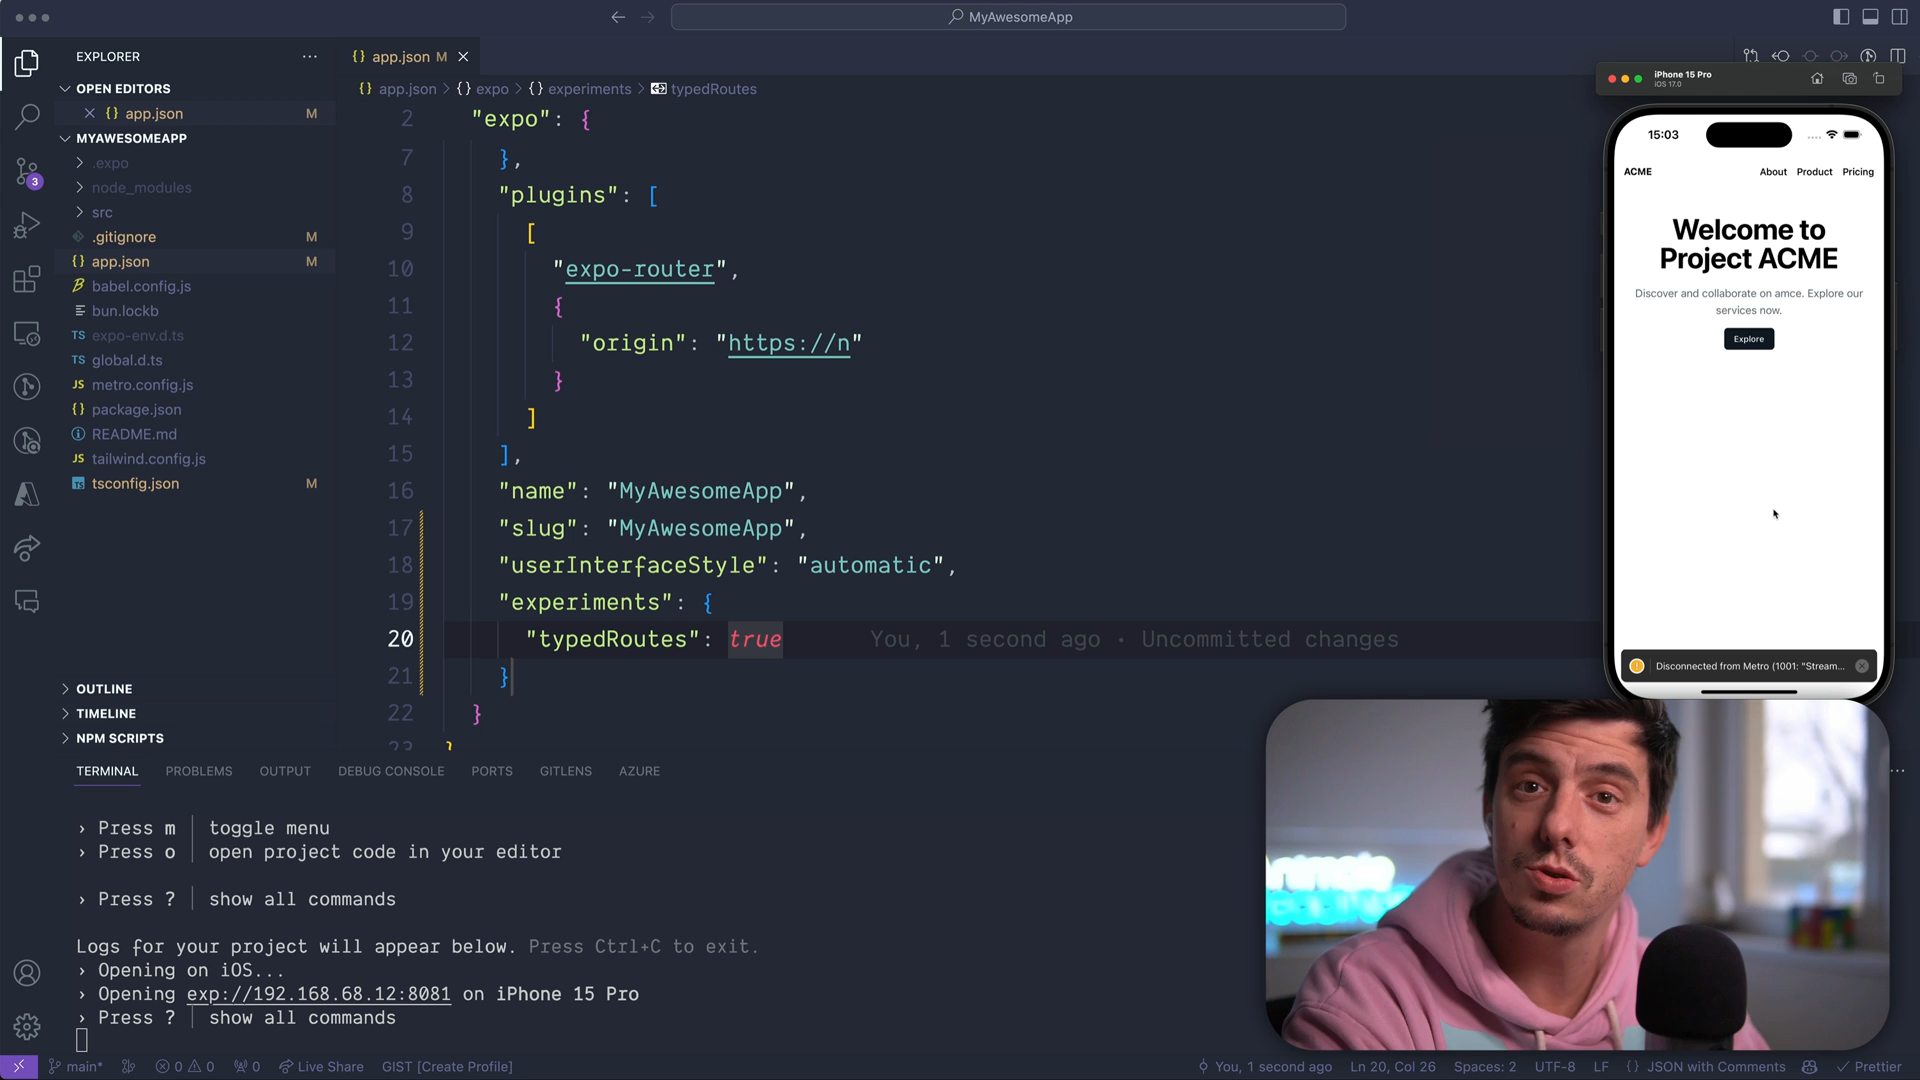 MyAwesomeApp
EXPLORER
OPEN EDITORS
app.json M
MYAWESOMEAPP
.expo
node_modules
src
.gitignore M
app.json M
babel.config.js
bun.lockb
expo-env.d.ts
global.d.ts
metro.config.js
package.json
README.md
tailwind.config.js
tsconfig.json M
OUTLINE
TIMELINE
NPM SCRIPTS
3
app.json M
app.json > {} expo > {} experiments > typedRoutes
2 "expo": {
7 },
8 "plugins": [
9 [
10 "expo-router",
11 {
12 "origin": "https://n"
13 }
14 ]
15 ],
16 "name": "MyAwesomeApp",
17 "slug": "MyAwesomeApp",
18 "userInterfaceStyle": "automatic",
19 "experiments": {
20 "typedRoutes": true You, 1 second ago · Uncommitted changes
21 }
22 }
23 }
iPhone 15 Pro
iOS 17.0
15:03
ACME About Product Pricing
Welcome to
Project ACME
Discover and collaborate on amce. Explore our
services now.
Explore
Disconnected from Metro (1001: "Stream...
TERMINAL PROBLEMS OUTPUT DEBUG CONSOLE PORTS GITLENS AZURE
› Press m │ toggle menu
› Press o │ open project code in your editor
› Press ? │ show all commands
Logs for your project will appear below. Press Ctrl+C to exit.
› Opening on iOS...
› Opening exp://192.168.68.12:8081 on iPhone 15 Pro
› Press ? │ show all commands
main* 0 0 0 Live Share GIST [Create Profile] You, 1 second ago Ln 20, Col 26 Spaces: 2 UTF-8 LF {} JSON with Comments Prettier